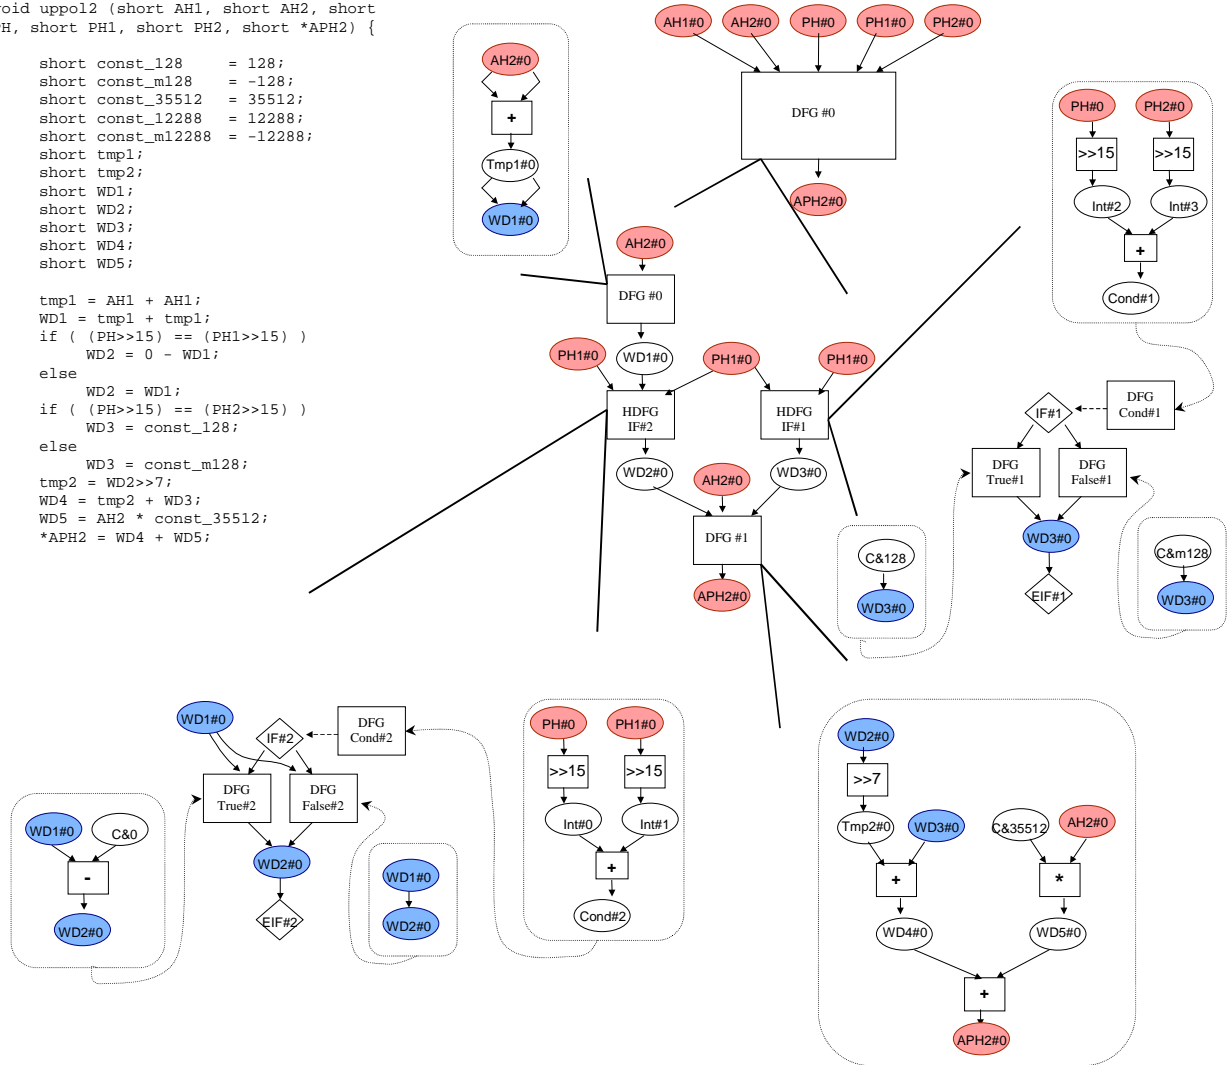 roid uppol2 (short AH1, short AH2, short
PH, short PH1, short PH2, short *APH2) {
short const_128 = 128;
short const_m128 = -128;
short const_35512 = 35512;
short const_12288 = 12288;
short const_m12288 = -12288;
short tmp1;
short tmp2;
short WD1;
short WD2;
short WD3;
short WD4;
short WD5;
tmp1 = AH1 + AH1;
WD1 = tmp1 + tmp1;
if ( (PH>>15) == (PH1>>15) )
WD2 = 0 - WD1;
else
WD2 = WD1;
if ( (PH>>15) == (PH2>>15) )
WD3 = const_128;
else
WD3 = const_m128;
tmp2 = WD2>>7;
WD4 = tmp2 + WD3;
WD5 = AH2 * const_35512;
*APH2 = WD4 + WD5;
AH2#0
+
Tmp1#0
WD1#0
AH1#0 AH2#0 PH#0 PH1#0 PH2#0
DFG #0
APH2#0
PH#0 PH2#0
>>15 >>15
Int#2 Int#3
+
Cond#1
AH2#0
DFG #0
PH1#0 WD1#0 PH1#0 PH1#0
HDFG
IF#2
HDFG
IF#1
WD2#0 AH2#0 WD3#0
DFG #1
APH2#0
IF#1
DFG
Cond#1
DFG
True#1
DFG
False#1
WD3#0
EIF#1
C&128
WD3#0
C&m128
WD3#0
WD1#0
IF#2
DFG
Cond#2
DFG
True#2
DFG
False#2
WD2#0
EIF#2
WD1#0 C&0
-
WD2#0
WD1#0
WD2#0
PH#0 PH1#0
>>15 >>15
Int#0 Int#1
+
Cond#2
WD2#0
>>7
Tmp2#0 WD3#0 C&35512 AH2#0
+ *
WD4#0 WD5#0
+
APH2#0